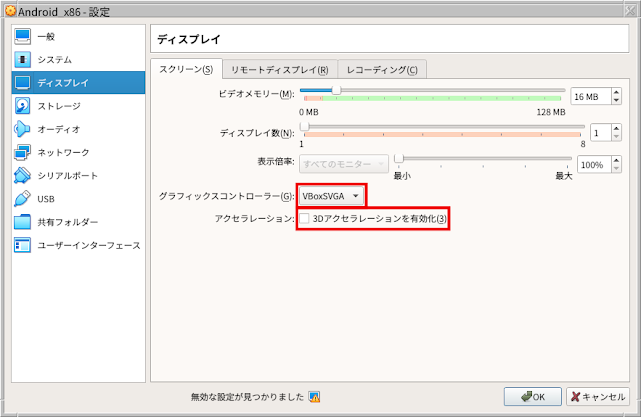 Android_x86 - 設定
一般
システム
ディスプレイ
ストレージ
オーディオ
ネットワーク
シリアルポート
USB
共有フォルダー
ユーザーインターフェース
ディスプレイ
スクリーン(S) リモートディスプレイ(R) レコーディング(C)
ビデオメモリー(M): 16 MB
0 MB 128 MB
ディスプレイ数(N): 1
1 8
表示倍率: すべてのモニター 100%
最小 最大
グラフィックスコントローラー(G): VBoxSVGA
アクセラレーション: 3Dアクセラレーションを有効化(3)
無効な設定が見つかりました OK キャンセル